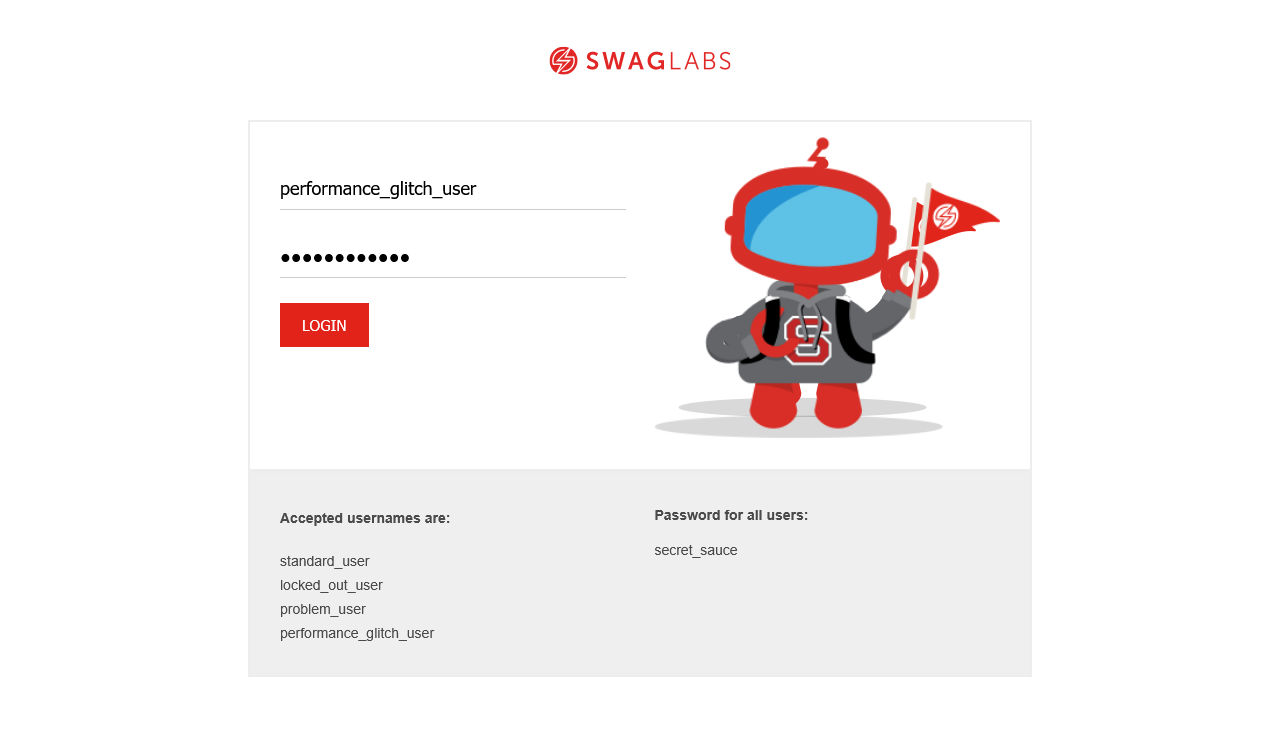 SWAGLABS
performance_glitch_user
●●●●●●●●●●●●
LOGIN
S
Accepted usernames are:
standard_user
locked_out_user
problem_user
performance_glitch_user
Password for all users:
secret_sauce